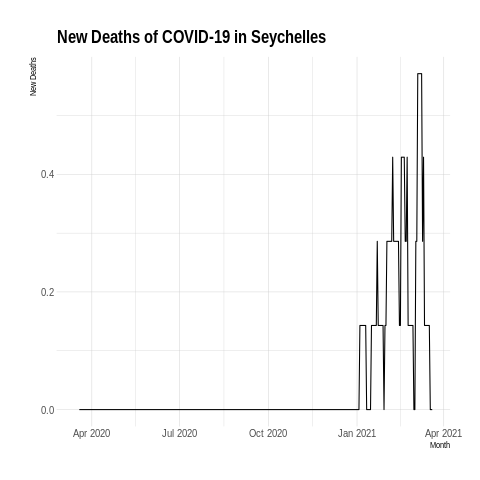 New Deaths of COVID-19 in Seychelles
New Deaths
0.4
0.2
0.0
Apr 2020 Jul 2020 Oct 2020 Jan 2021 Apr 2021
Month